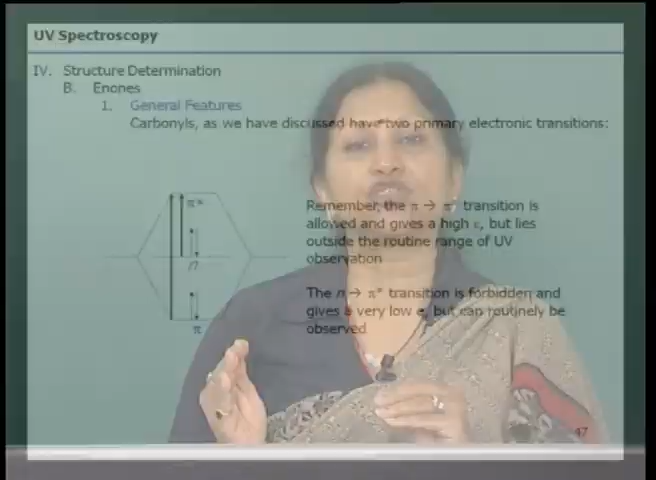 UV Spectroscopy
IV. Structure Determination
B. Enones
1. General Features
Carbonyls, as we have discussed have two primary electronic transitions:
π*
n
π
Remember, the π → π* transition is
allowed and gives a high ε, but lies
outside the routine range of UV
observation
The n → π* transition is forbidden and
gives a very low ε, but can routinely be
observed
47